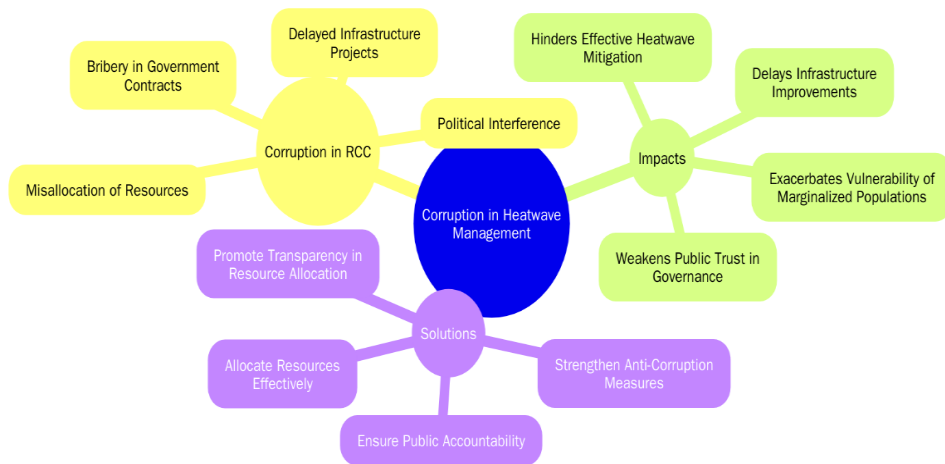 Delayed Infrastructure
Projects
Bribery in Government
Contracts
Political Interference
Corruption in RCC
Misallocation of Resources
Hinders Effective Heatwave
Mitigation
Delays Infrastructure
Improvements
Impacts
Exacerbates Vulnerability of
Marginalized Populations
Weakens Public Trust in
Governance
Corruption in Heatwave
Management
Promote Transparency in
Resource Allocation
Solutions
Allocate Resources
Effectively
Strengthen Anti-Corruption
Measures
Ensure Public Accountability